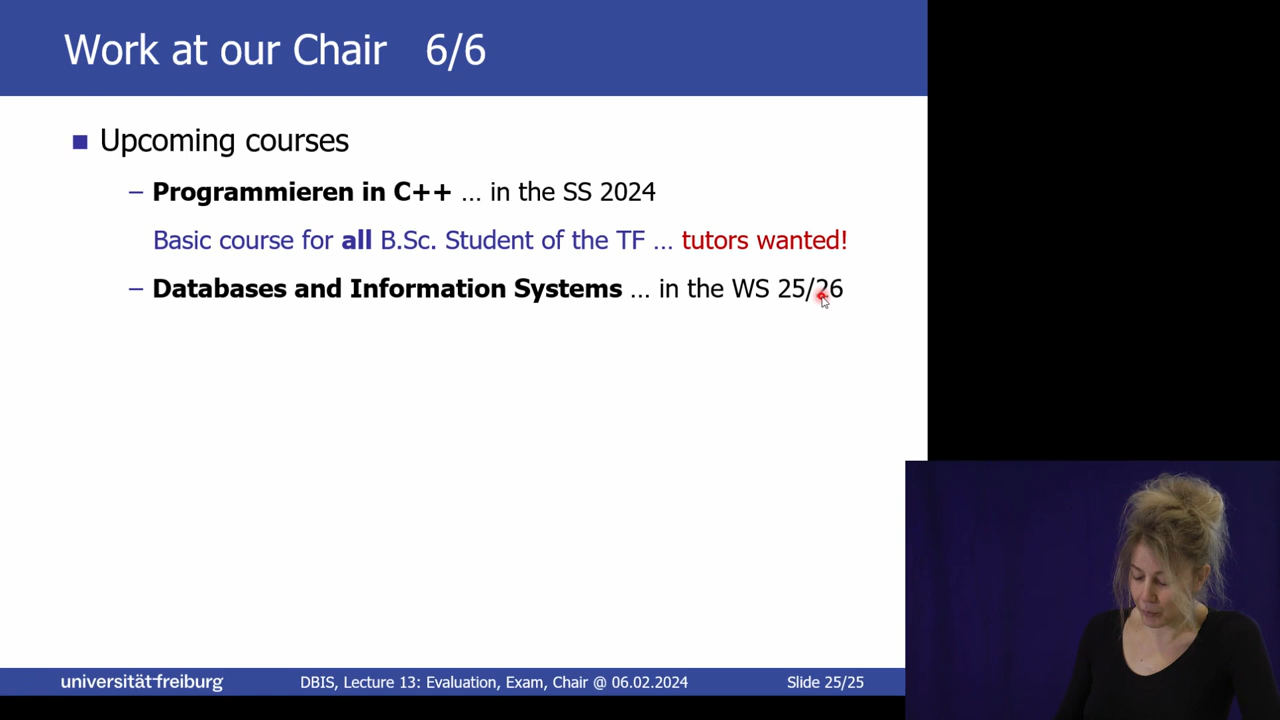 Work at our Chair 6/6
Upcoming courses
– Programmieren in C++ … in the SS 2024
Basic course for all B.Sc. Student of the TF … tutors wanted!
– Databases and Information Systems … in the WS 25/26
universität freiburg
DBIS, Lecture 13: Evaluation, Exam, Chair @ 06.02.2024
Slide 25/25